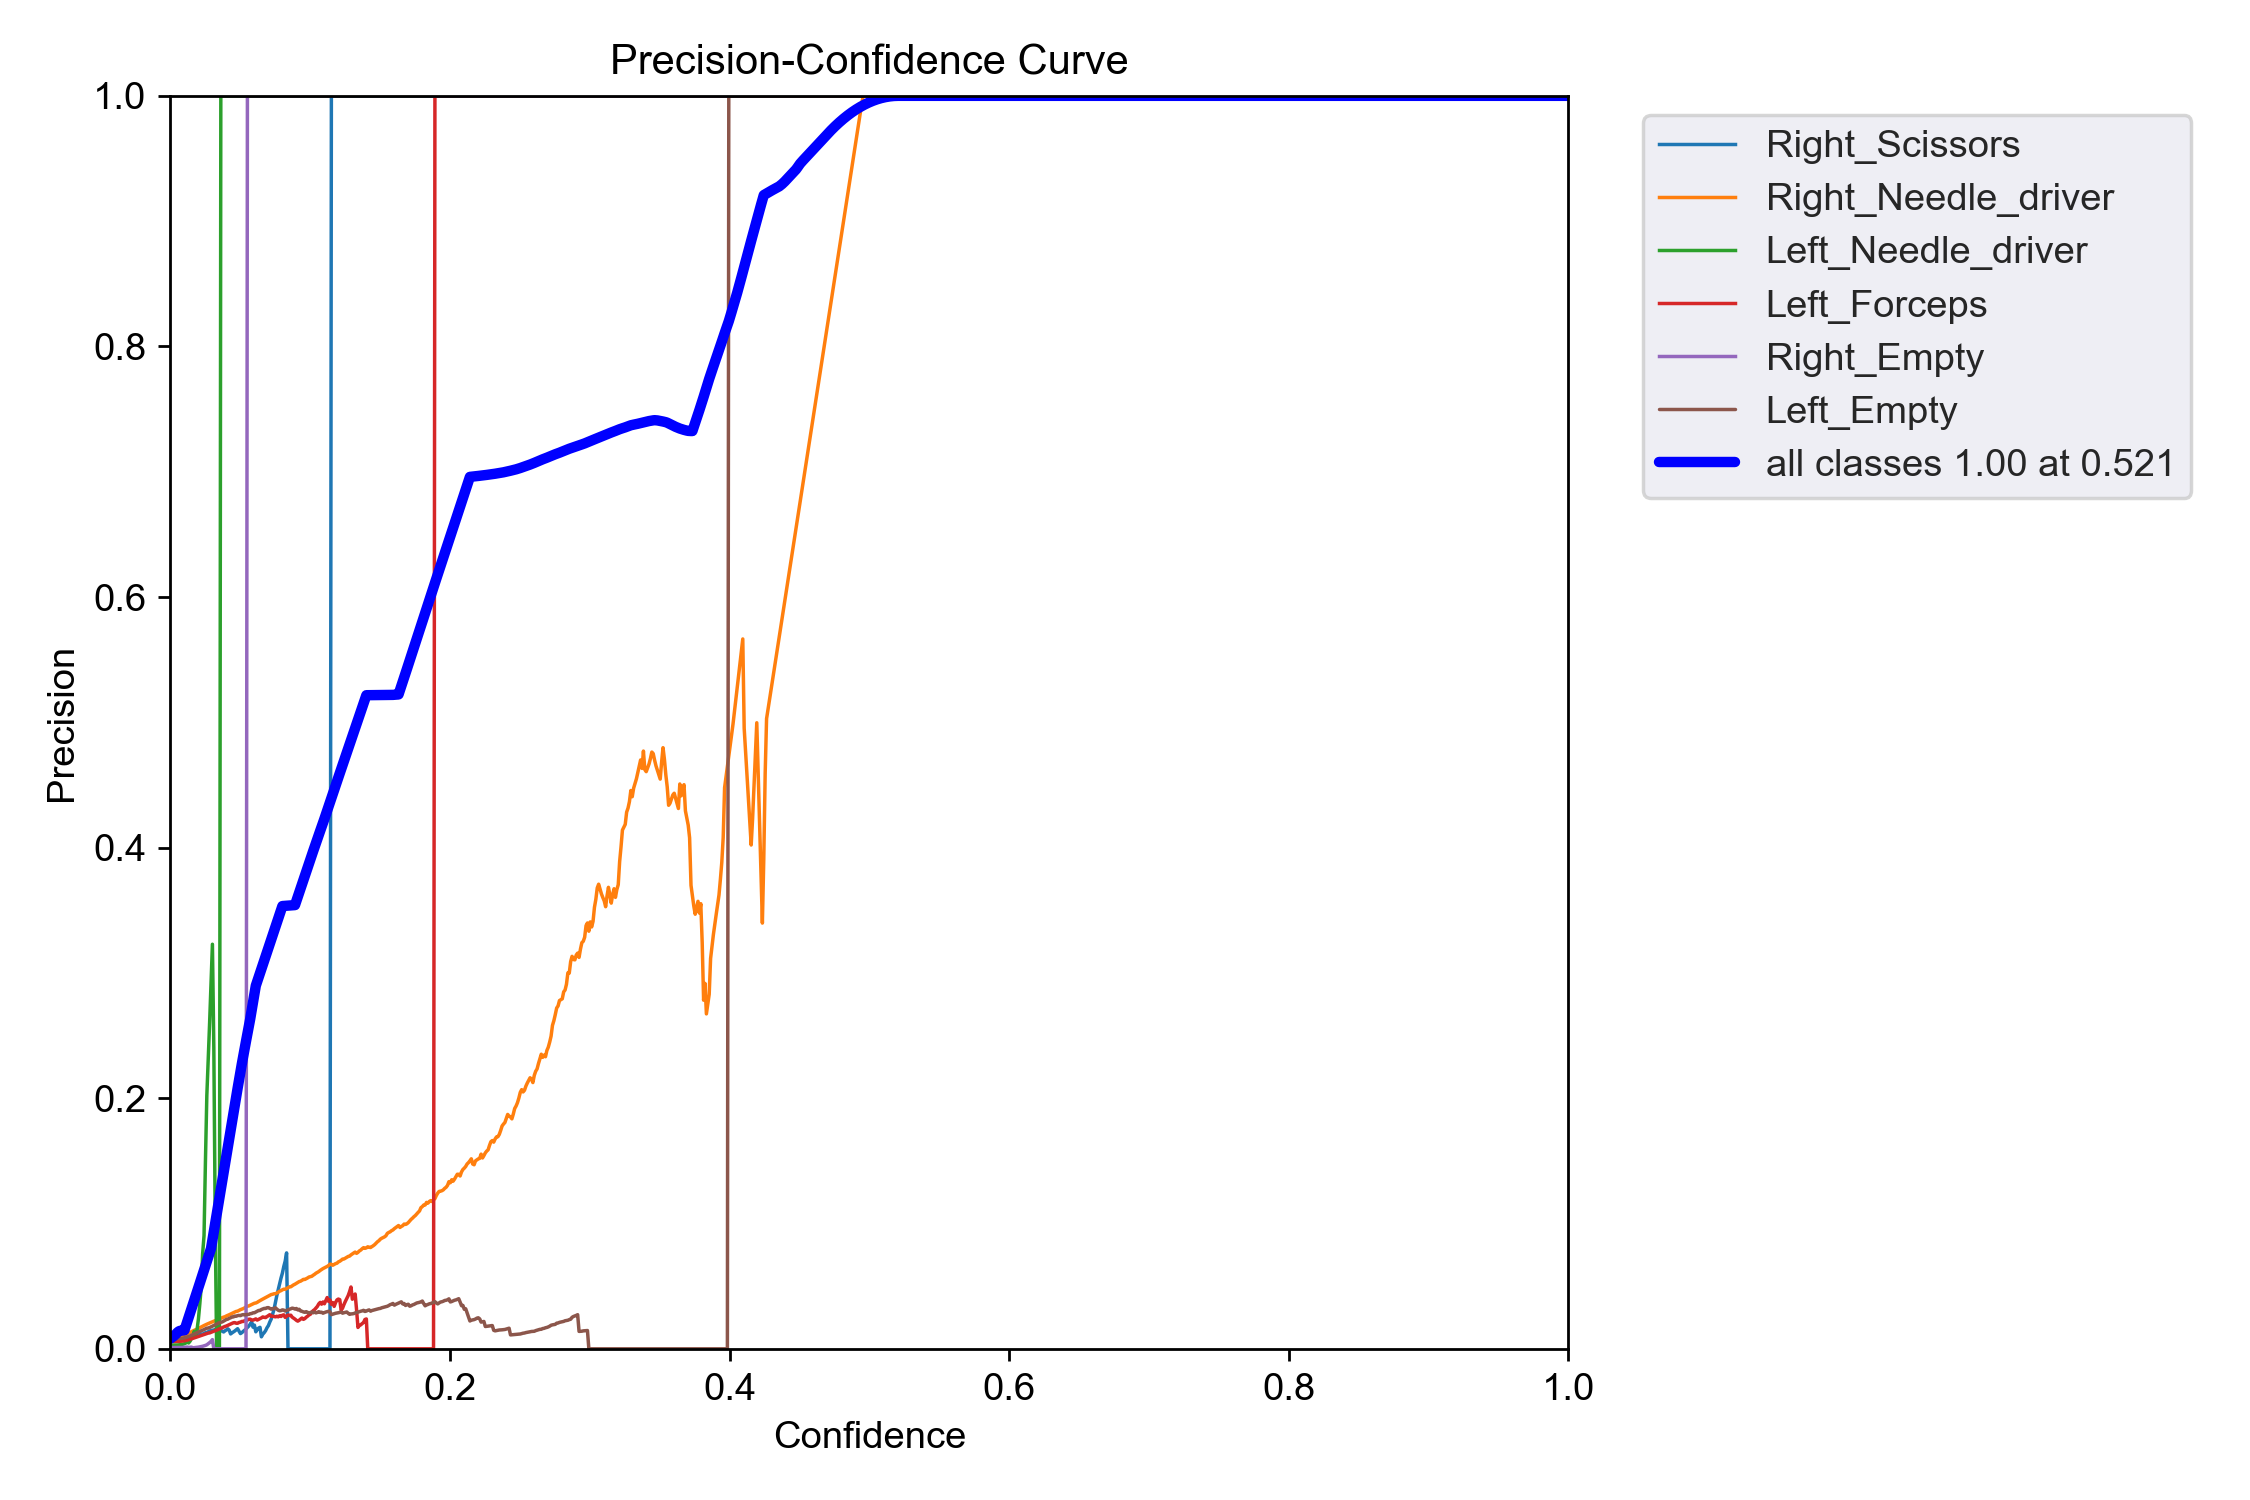 Precision-Confidence Curve
1.0
0.8
0.6
0.4
0.2
0.0
Precision
0.0 0.2 0.4 0.6 0.8 1.0
Confidence
Right_Scissors
Right_Needle_driver
Left_Needle_driver
Left_Forceps
Right_Empty
Left_Empty
all classes 1.00 at 0.521